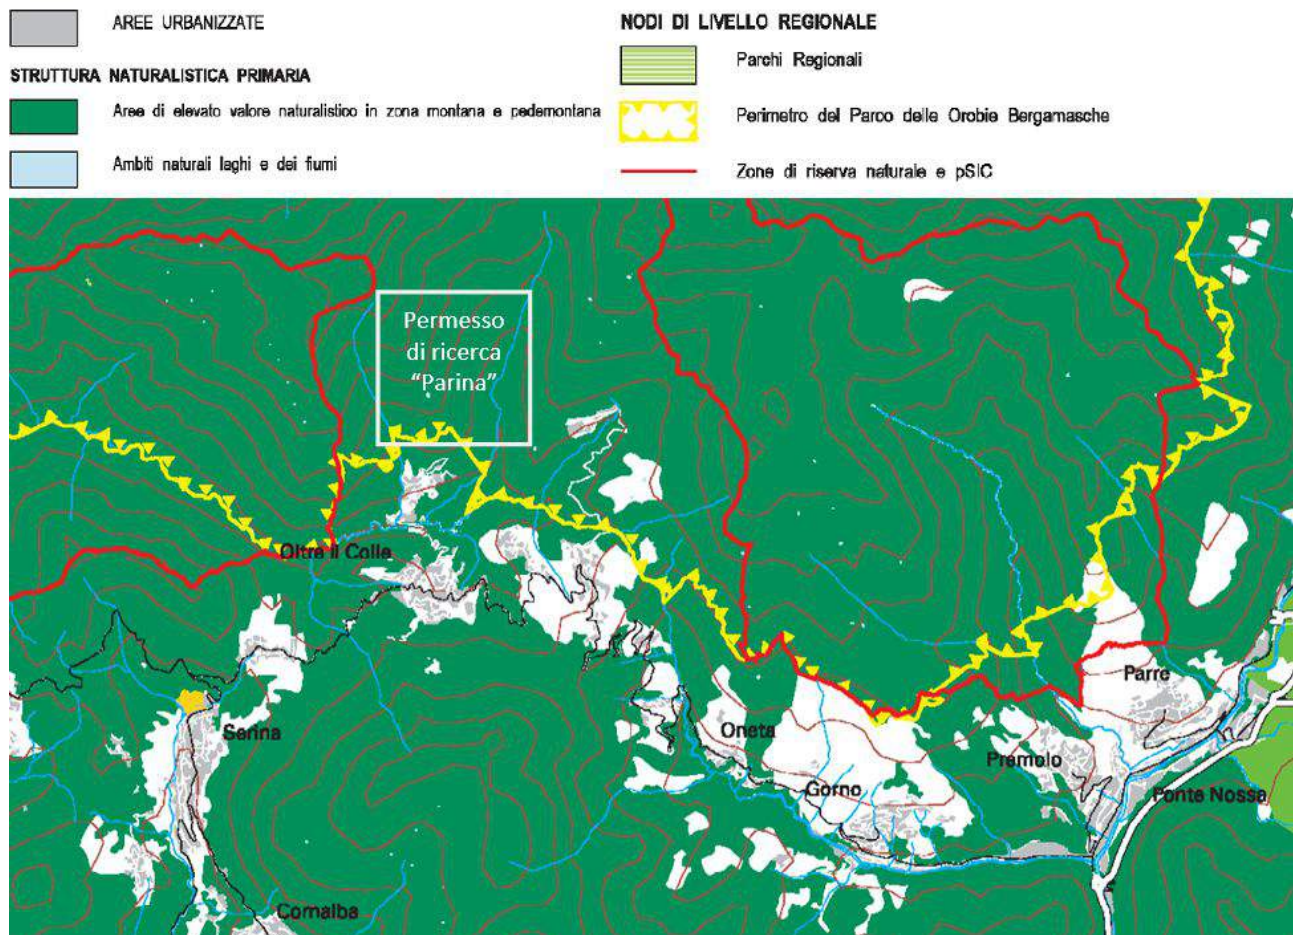 AREE URBANIZZATE
STRUTTURA NATURALISTICA PRIMARIA
Aree di elevato valore naturalistico in zona montana e pedemontana
Ambiti naturali laghi e dei fiumi
NODI DI LIVELLO REGIONALE
Parchi Regionali
Perimetro del Parco delle Orobie Bergamasche
Zone di riserva naturale e pSIC
Permesso
di ricerca
“Parina”
Oltre il Colle
Serina
Cornalba
Oneta
Gorno
Premolo
Parre
Ponte Nossa